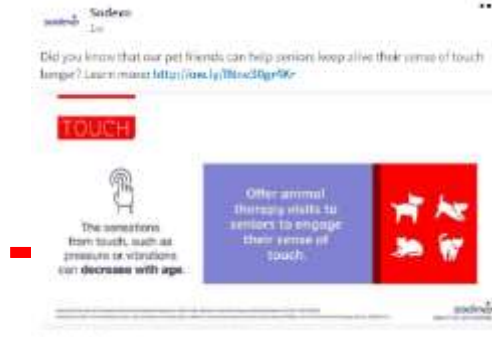 Sodexo
1w
Did you know that our pet friends can help seniors keep alive their sense of touch
longer? Learn more:
TOUCH
The sensations
from touch, such as
pressure or vibrations
can decrease with age.
Offer animal
therapy visits to
seniors to engage
their sense of
touch.
sodexo